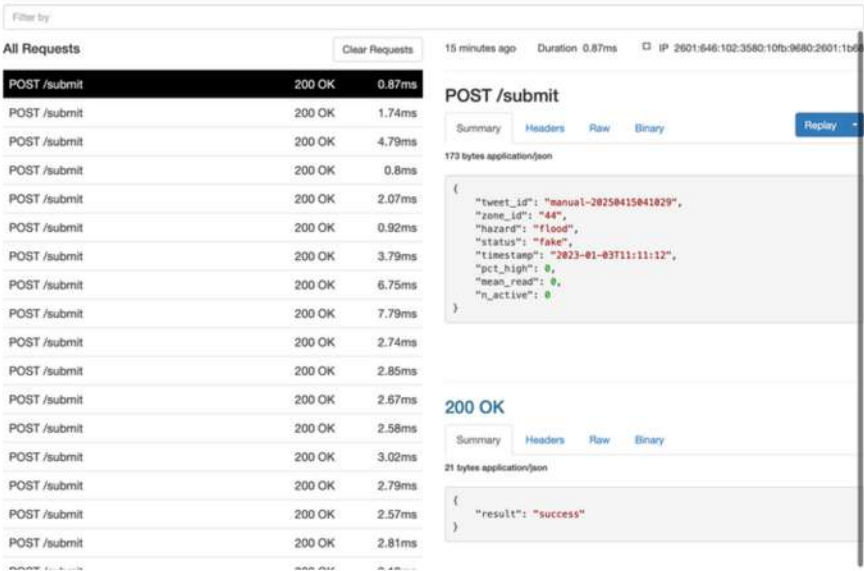 Filter by
All Requests
Clear Requests
POST /submit 200 OK 0.87ms
POST /submit 200 OK 1.74ms
POST /submit 200 OK 4.79ms
POST /submit 200 OK 0.8ms
POST /submit 200 OK 2.07ms
POST /submit 200 OK 0.92ms
POST /submit 200 OK 3.79ms
POST /submit 200 OK 6.75ms
POST /submit 200 OK 7.79ms
POST /submit 200 OK 2.74ms
POST /submit 200 OK 2.85ms
POST /submit 200 OK 2.67ms
POST /submit 200 OK 2.58ms
POST /submit 200 OK 3.02ms
POST /submit 200 OK 2.79ms
POST /submit 200 OK 2.57ms
POST /submit 200 OK 2.81ms
15 minutes ago Duration 0.87ms IP 2601:646:102:3580:10fb:9680:2601:1b68
POST /submit
Summary Headers Raw Binary Replay
173 bytes application/json
{
"tweet_id": "manual-20250415041029",
"zone_id": "44",
"hazard": "flood",
"status": "fake",
"timestamp": "2023-01-03T11:11:12",
"pct_high": 0,
"mean_read": 0,
"n_active": 0
}
200 OK
Summary Headers Raw Binary
21 bytes application/json
{
"result": "success"
}